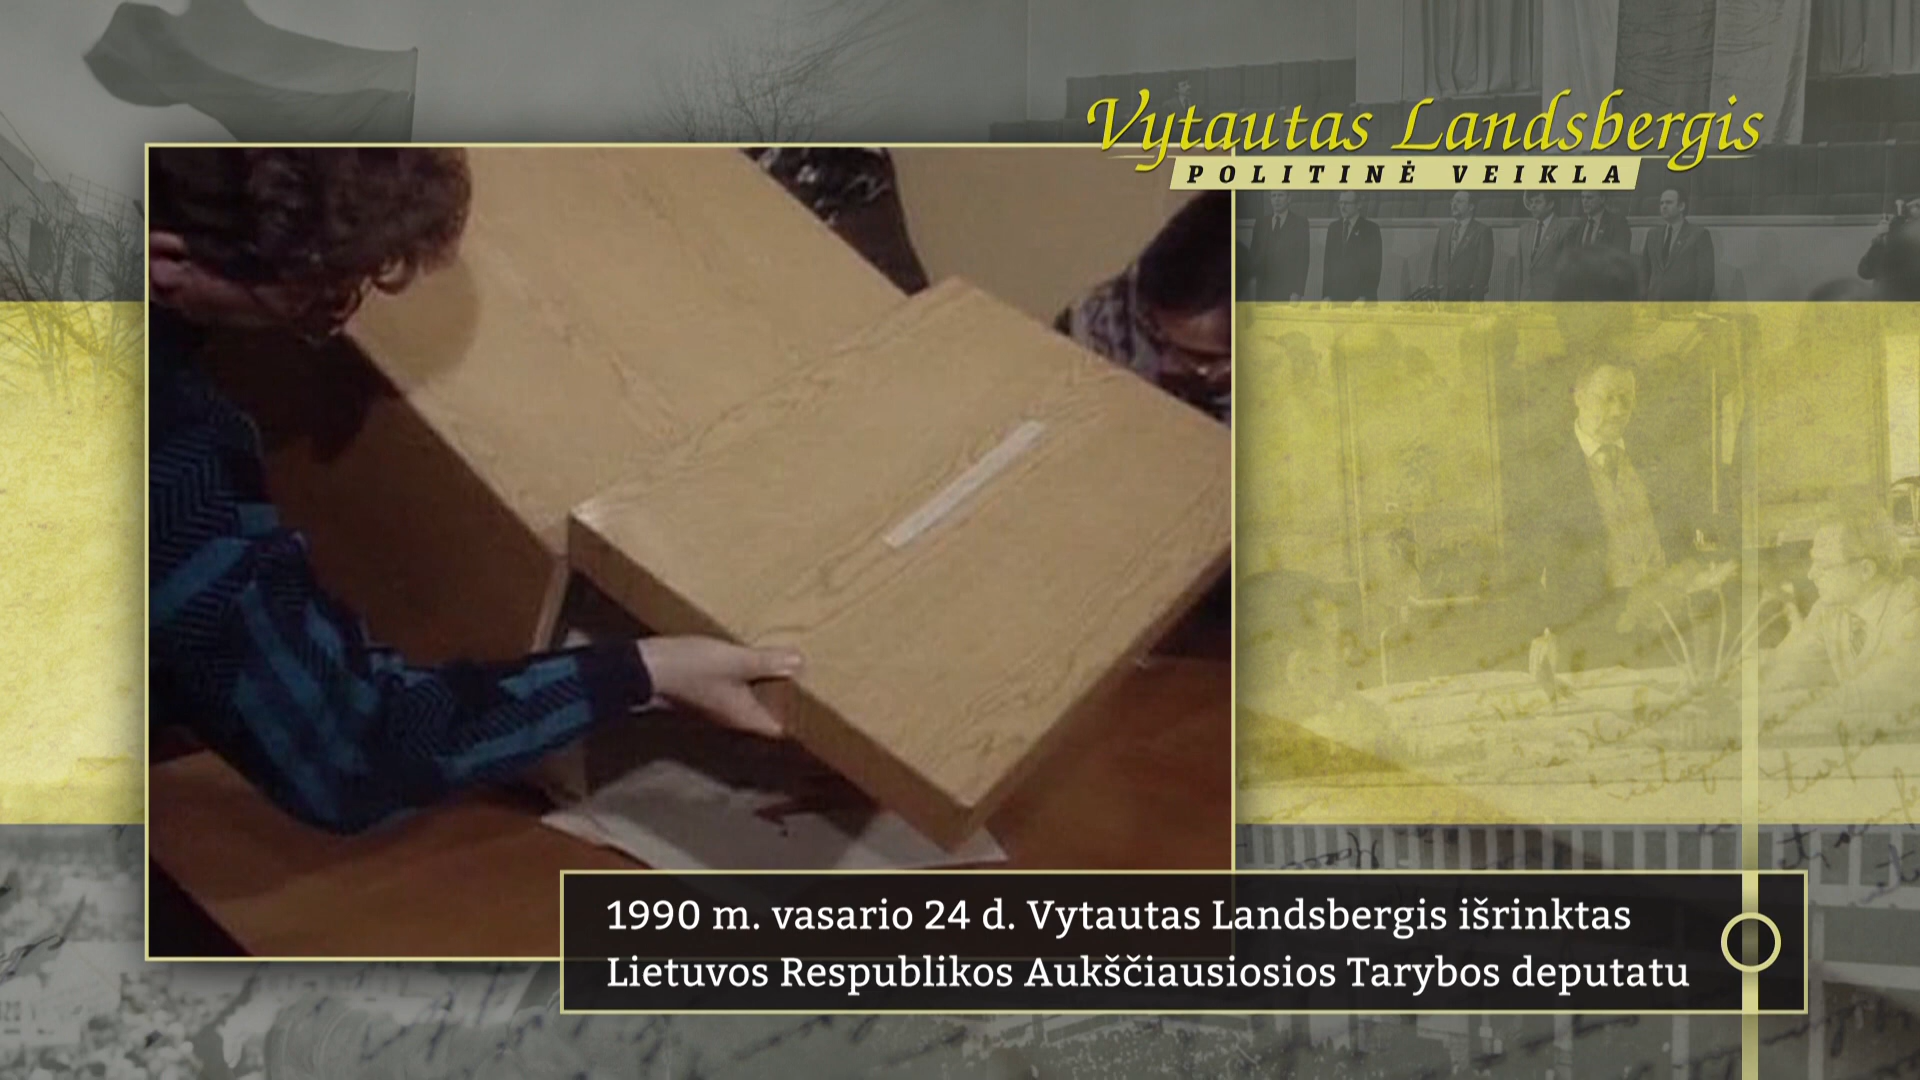 Vytautas Landsbergis
POLITINĖ VEIKLA
1990 m. vasario 24 d. Vytautas Landsbergis išrinktas
Lietuvos Respublikos Aukščiausiosios Tarybos deputatu